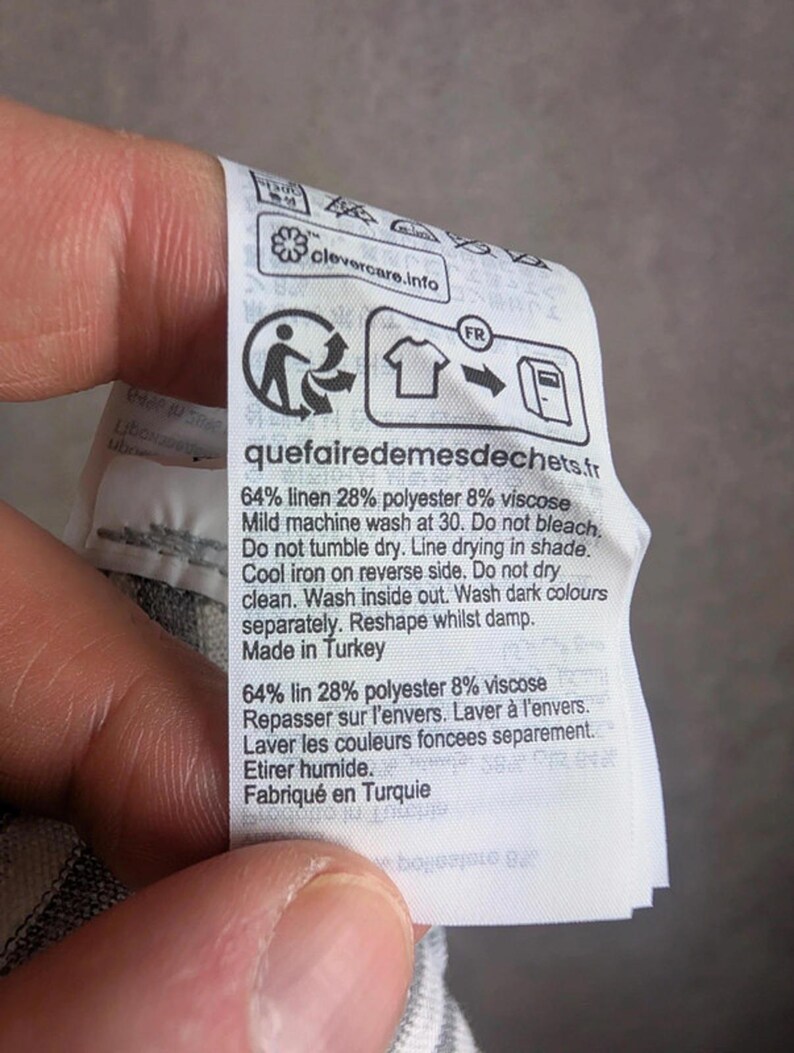 clevercare.info
FR
quefairedemesdechets.fr
64% linen 28% polyester 8% viscose
Mild machine wash at 30. Do not bleach.
Do not tumble dry. Line drying in shade.
Cool iron on reverse side. Do not dry
clean. Wash inside out. Wash dark colours
separately. Reshape whilst damp.
Made in Turkey
64% lin 28% polyester 8% viscose
Repasser sur l'envers. Laver à l'envers.
Laver les couleurs foncees separement.
Etirer humide.
Fabriqué en Turquie